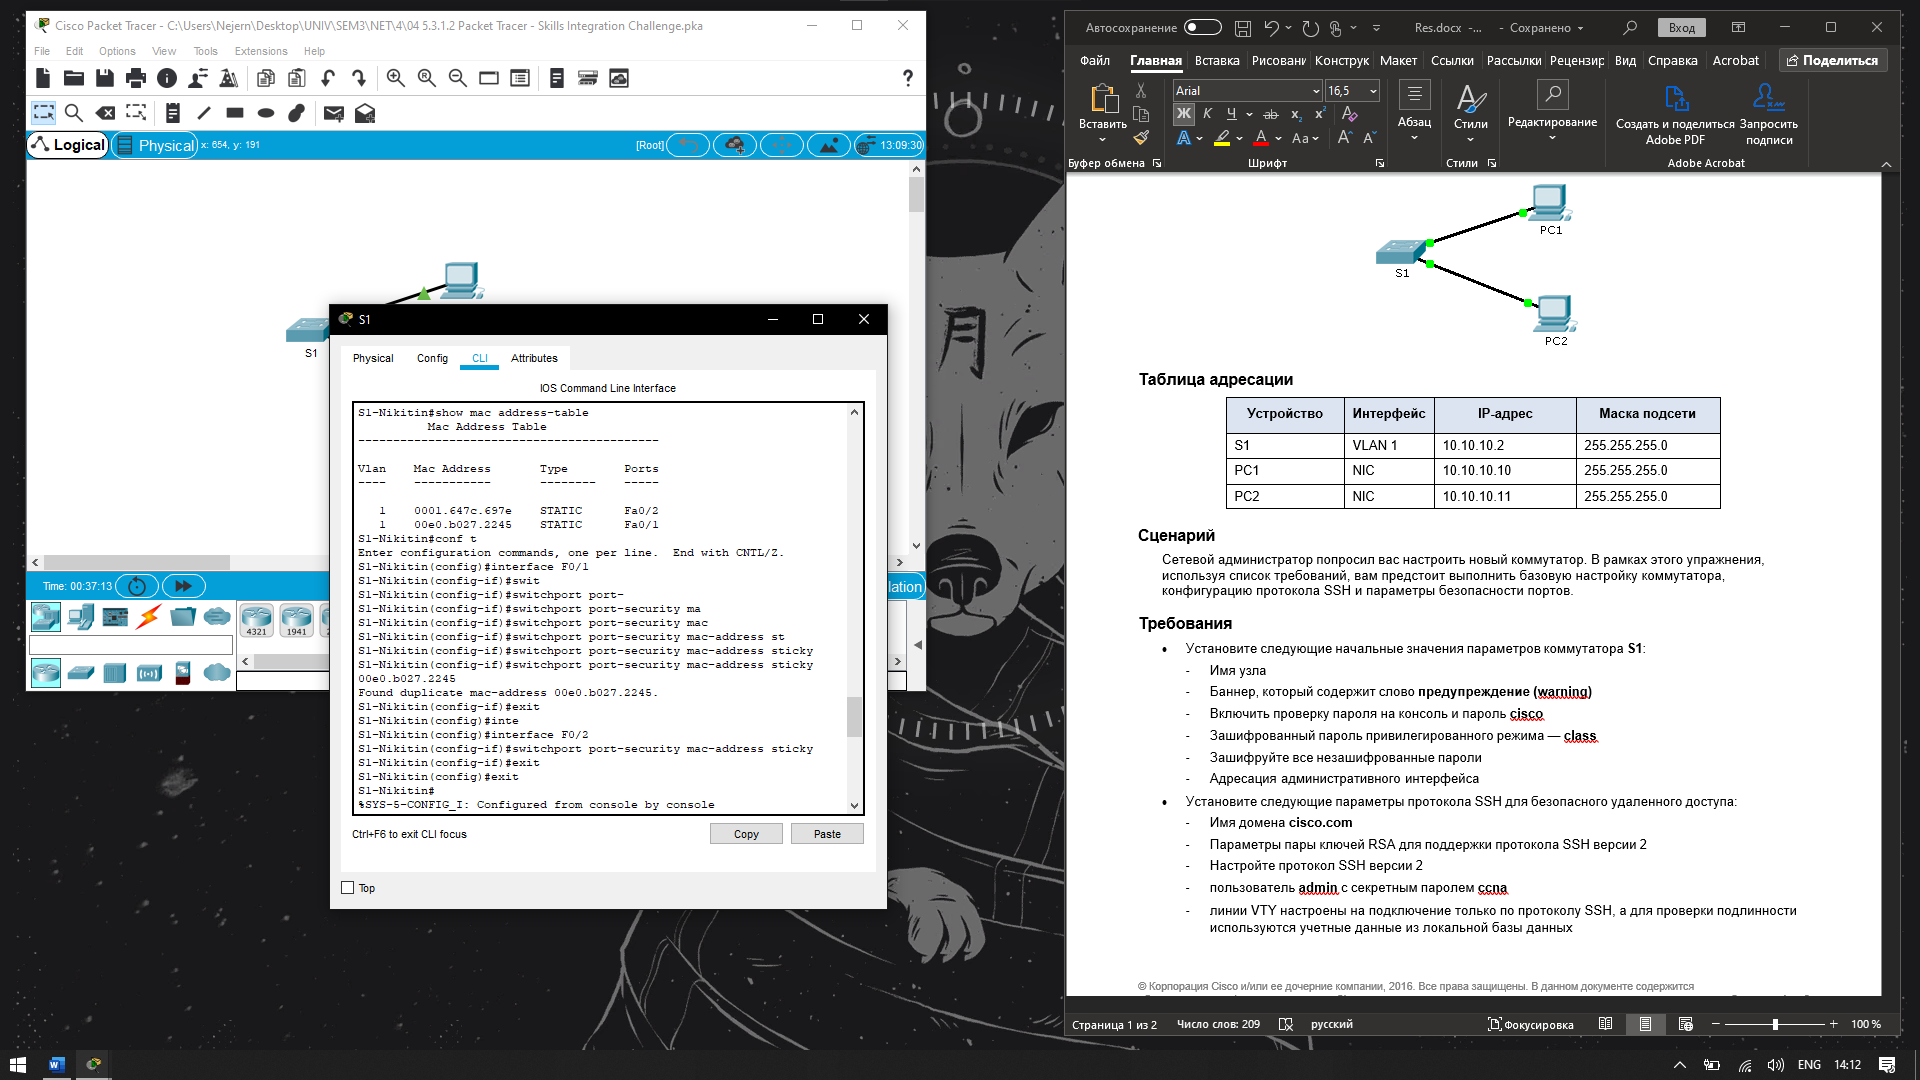 Cisco Packet Tracer - C:\Users\Nejern\Desktop\UNIV\SEM3\NET\4\04 5.3.1.2 Packet Tracer - Skills Integration Challenge.pka
File Edit Options View Tools Extensions Help
Logical Physical x: 654, y: 191 [Root] 13:09:30
S1
Time: 00:37:13
lation
4321 1941
S1
Physical Config CLI Attributes
IOS Command Line Interface
S1-Nikitin#show mac address-table
Mac Address Table
-------------------------------------------
Vlan Mac Address Type Ports
---- ----------- -------- -----
1 0001.647c.697e STATIC Fa0/2
1 00e0.b027.2245 STATIC Fa0/1
S1-Nikitin#conf t
Enter configuration commands, one per line. End with CNTL/Z.
S1-Nikitin(config)#interface F0/1
S1-Nikitin(config-if)#swit
S1-Nikitin(config-if)#switchport port-
S1-Nikitin(config-if)#switchport port-security ma
S1-Nikitin(config-if)#switchport port-security mac
S1-Nikitin(config-if)#switchport port-security mac-address st
S1-Nikitin(config-if)#switchport port-security mac-address sticky
S1-Nikitin(config-if)#switchport port-security mac-address sticky
00e0.b027.2245
Found duplicate mac-address 00e0.b027.2245.
S1-Nikitin(config-if)#exit
S1-Nikitin(config)#inte
S1-Nikitin(config)#interface F0/2
S1-Nikitin(config-if)#switchport port-security mac-address sticky
S1-Nikitin(config-if)#exit
S1-Nikitin(config)#exit
S1-Nikitin#
%SYS-5-CONFIG_I: Configured from console by console
Ctrl+F6 to exit CLI focus Copy Paste
Top
月
Автосохранение Res.docx -... - Сохранено Вход
Файл Главная Вставка Рисовани Конструк Макет Ссылки Рассылки Рецензир Вид Справка Acrobat Поделиться
Arial 16,5
Вставить Ж К Ч ab x₂ x² Абзац Стили Редактирование Создать и поделиться Adobe PDF Запросить подписи
Буфер обмена Шрифт Стили Adobe Acrobat
PC1
S1
PC2
Таблица адресации
Устройство Интерфейс IP-адрес Маска подсети
S1 VLAN 1 10.10.10.2 255.255.255.0
PC1 NIC 10.10.10.10 255.255.255.0
PC2 NIC 10.10.10.11 255.255.255.0
Сценарий
Сетевой администратор попросил вас настроить новый коммутатор. В рамках этого упражнения,
используя список требований, вам предстоит выполнить базовую настройку коммутатора,
конфигурацию протокола SSH и параметры безопасности портов.
Требования
• Установите следующие начальные значения параметров коммутатора S1:
- Имя узла
- Баннер, который содержит слово предупреждение (warning)
- Включить проверку пароля на консоль и пароль cisco
- Зашифрованный пароль привилегированного режима — class
- Зашифруйте все незашифрованные пароли
- Адресация административного интерфейса
• Установите следующие параметры протокола SSH для безопасного удаленного доступа:
- Имя домена cisco.com
- Параметры пары ключей RSA для поддержки протокола SSH версии 2
- Настройте протокол SSH версии 2
- пользователь admin с секретным паролем ccna
- линии VTY настроены на подключение только по протоколу SSH, а для проверки подлинности
используются учетные данные из локальной базы данных
© Корпорация Cisco и/или ее дочерние компании, 2016. Все права защищены. В данном документе содержится
Страница 1 из 2 Число слов: 209 русский Фокусировка 100 %
ENG 14:12